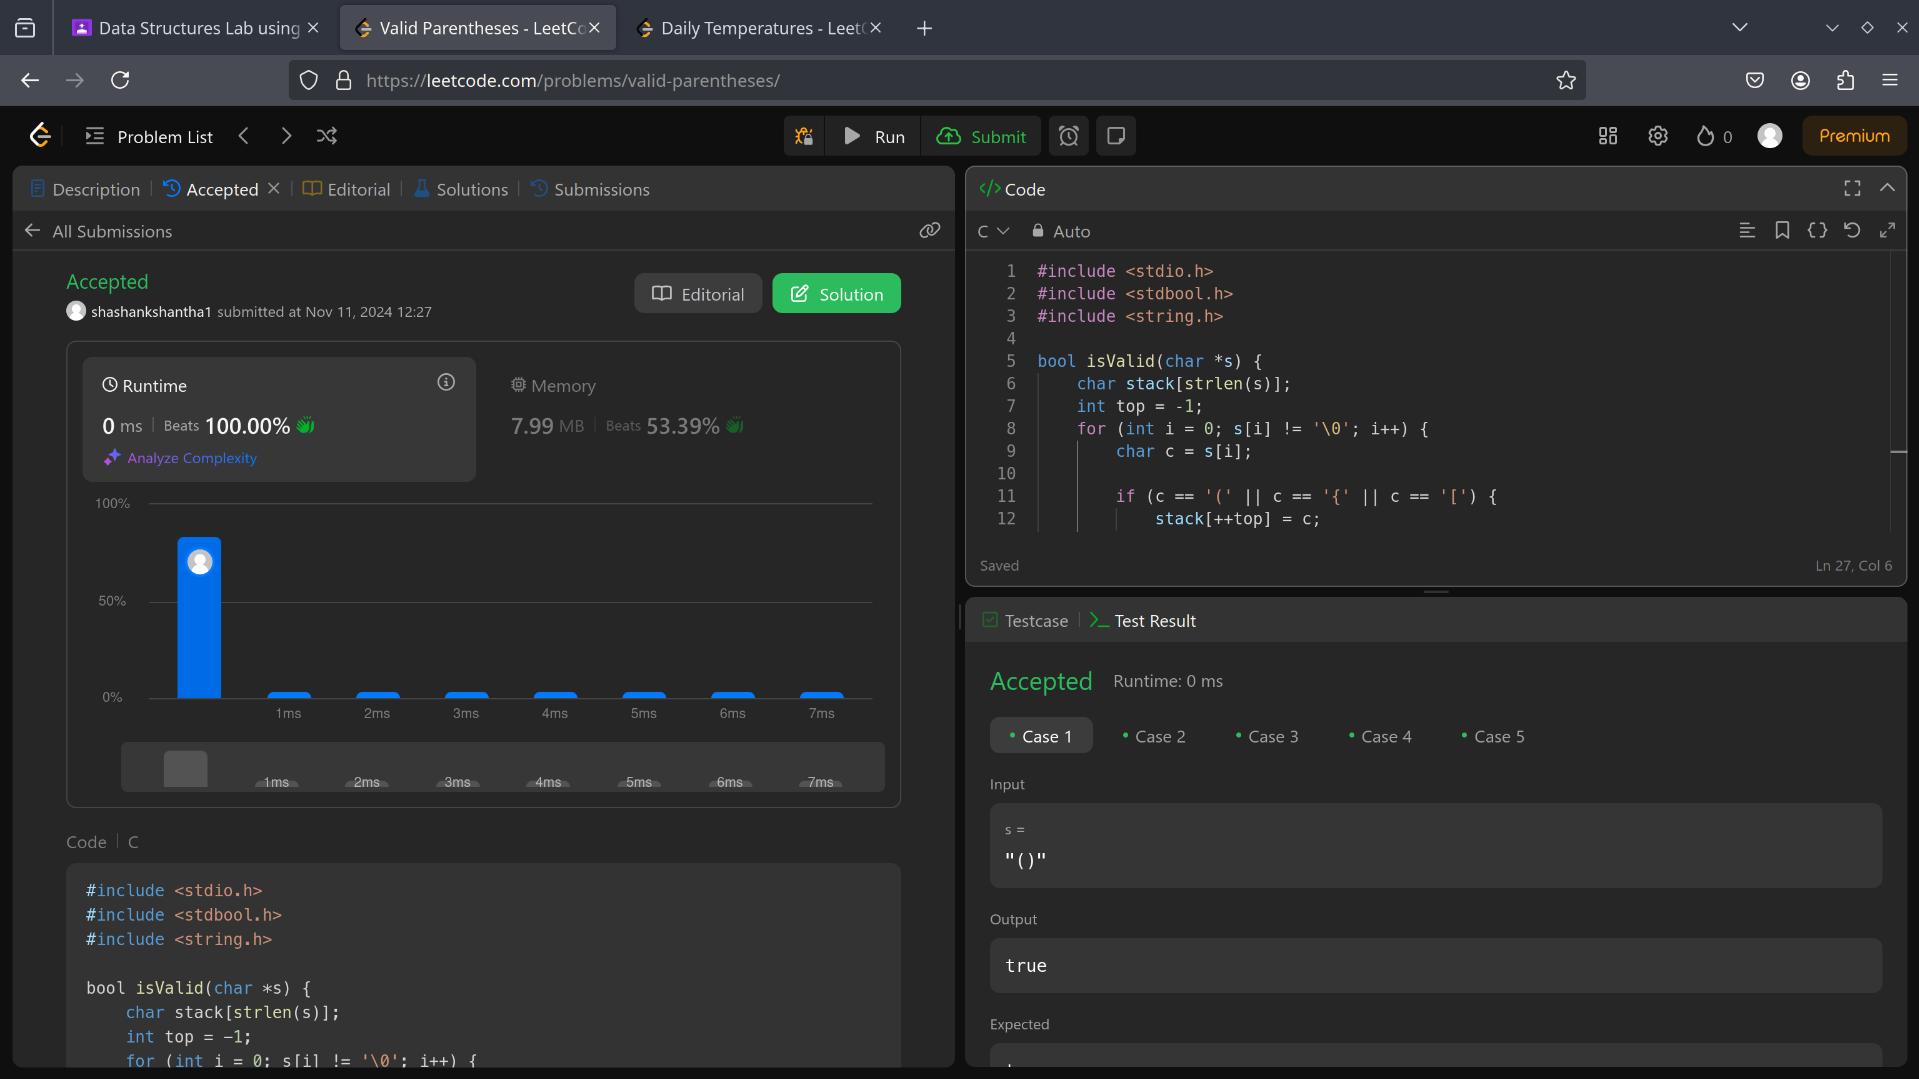 Data Structures Lab using
Valid Parentheses - LeetCo
Daily Temperatures - Leet
https://leetcode.com/problems/valid-parentheses/
Problem List
Run
Submit
0
Premium
Description
Accepted
Editorial
Solutions
Submissions
All Submissions
Accepted
shashankshantha1 submitted at Nov 11, 2024 12:27
Editorial
Solution
Runtime
0 ms
Beats 100.00%
Analyze Complexity
Memory
7.99 MB
Beats 53.39%
100%
50%
0%
1ms 2ms 3ms 4ms 5ms 6ms 7ms
1ms 2ms 3ms 4ms 5ms 6ms 7ms
Code
C
#include <stdio.h>
#include <stdbool.h>
#include <string.h>
bool isValid(char *s) {
char stack[strlen(s)];
int top = -1;
for (int i = 0; s[i] != '\0'; i++) {
Code
C
Auto
1 #include <stdio.h>
2 #include <stdbool.h>
3 #include <string.h>
4
5 bool isValid(char *s) {
6 char stack[strlen(s)];
7 int top = -1;
8 for (int i = 0; s[i] != '\0'; i++) {
9 char c = s[i];
10
11 if (c == '(' || c == '{' || c == '[') {
12 stack[++top] = c;
Saved
Ln 27, Col 6
Testcase
Test Result
Accepted
Runtime: 0 ms
Case 1
Case 2
Case 3
Case 4
Case 5
Input
s =
"()"
Output
true
Expected